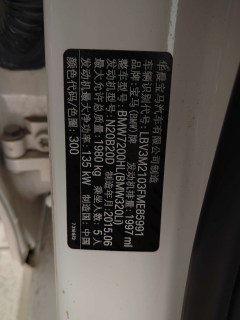 华晨宝马汽车有限公司制造
车辆识别代号: LBV3M2103FME85991
品牌: 宝马(BMW)牌 发动机排量: 1997 ml
整车型号: BMW7200HL(BMW320Li)
发动机型号: N20B20D 制造年月: 2015.06
最大允许总质量: 1980 kg 乘坐人数: 5 人
发动机最大净功率: 135 kW 制造国: 中国
颜色代码/色圈: 300